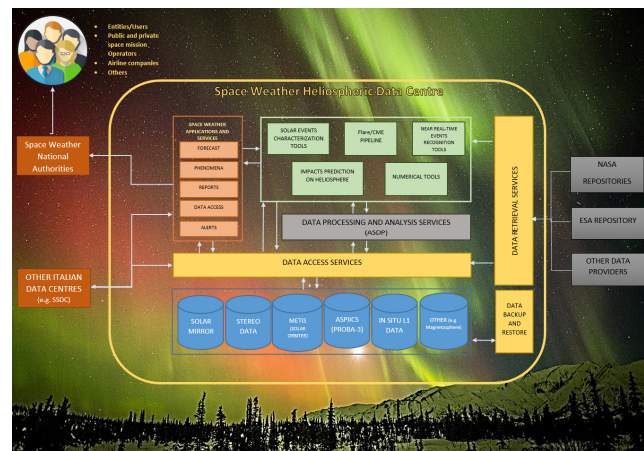 Entities/Users
Public and private
space mission
Operators
Airline companies
Others
Space Weather Heliospheric Data Centre
SPACE WEATHER
APPLICATIONS AND
SERVICES
FORECAST
PHENOMENA
REPORTS
DATA ACCESS
ALERTS
SOLAR EVENTS
CHARACTERIZATION
TOOLS
Flare/CME
PIPELINE
NEAR REAL-TIME
EVENTS
RECOGNITION
TOOLS
IMPACTS PREDICTION
ON HELIOSPHERE
NUMERICAL TOOLS
DATA PROCESSING AND ANALYSIS SERVICES
(ASDP)
DATA ACCESS SERVICES
DATA RETRIEVAL SERVICES
Space Weather
National
Authorities
OTHER ITALIAN
DATA CENTRES
(e.g. SSDC)
NASA
REPOSITORIES
ESA REPOSITORY
OTHER DATA
PROVIDERS
SOLAR
MIRROR
STEREO
DATA
METIS
(SOLAR
ORBITER)
ASPIICS
(PROBA-3)
IN SITU L1
DATA
OTHER (e.g.
Magnetosphere)
DATA
BACKUP
AND
RESTORE